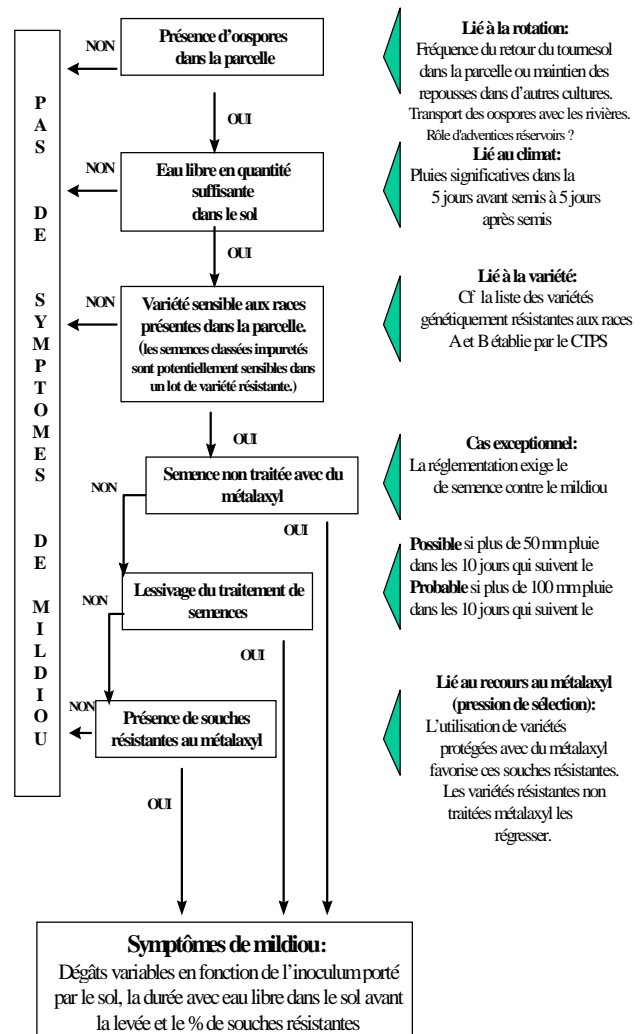 Présence d'oospores
dans la parcelle
NON
OUI
Lié à la rotation:
Fréquence du retour du tournesol
dans la parcelle ou maintien des
repousses dans d'autres cultures.
Transport des oospores avec les rivières.
Rôle d'adventices réservoirs ?
Eau libre en quantité
suffisante
dans le sol
NON
OUI
Lié au climat:
Pluies significatives dans la
5 jours avant semis à 5 jours
après semis
Variété sensible aux races
présentes dans la parcelle.
(les semences classées impuretés
sont potentiellement sensibles dans
un lot de variété résistante.)
NON
OUI
Lié à la variété:
Cf la liste des variétés
génétiquement résistantes aux races
A et B établie par le CTPS
Semence non traitée avec du
métalaxyl
NON
OUI
Cas exceptionnel:
La réglementation exige le
de semence contre le mildiou
Lessivage du traitement de
semences
NON
OUI
Possible si plus de 50 mm pluie
dans les 10 jours qui suivent le
Probable si plus de 100 mm pluie
dans les 10 jours qui suivent le
Présence de souches
résistantes au métalaxyl
NON
OUI
Lié au recours au métalaxyl
(pression de sélection):
L'utilisation de variétés
protégées avec du métalaxyl
favorise ces souches résistantes.
Les variétés résistantes non
traitées métalaxyl les
régresser.
PAS DE SYMPTOMES DE MILDIOU
Symptômes de mildiou:
Dégâts variables en fonction de l'inoculum porté
par le sol, la durée avec eau libre dans le sol avant
la levée et le % de souches résistantes